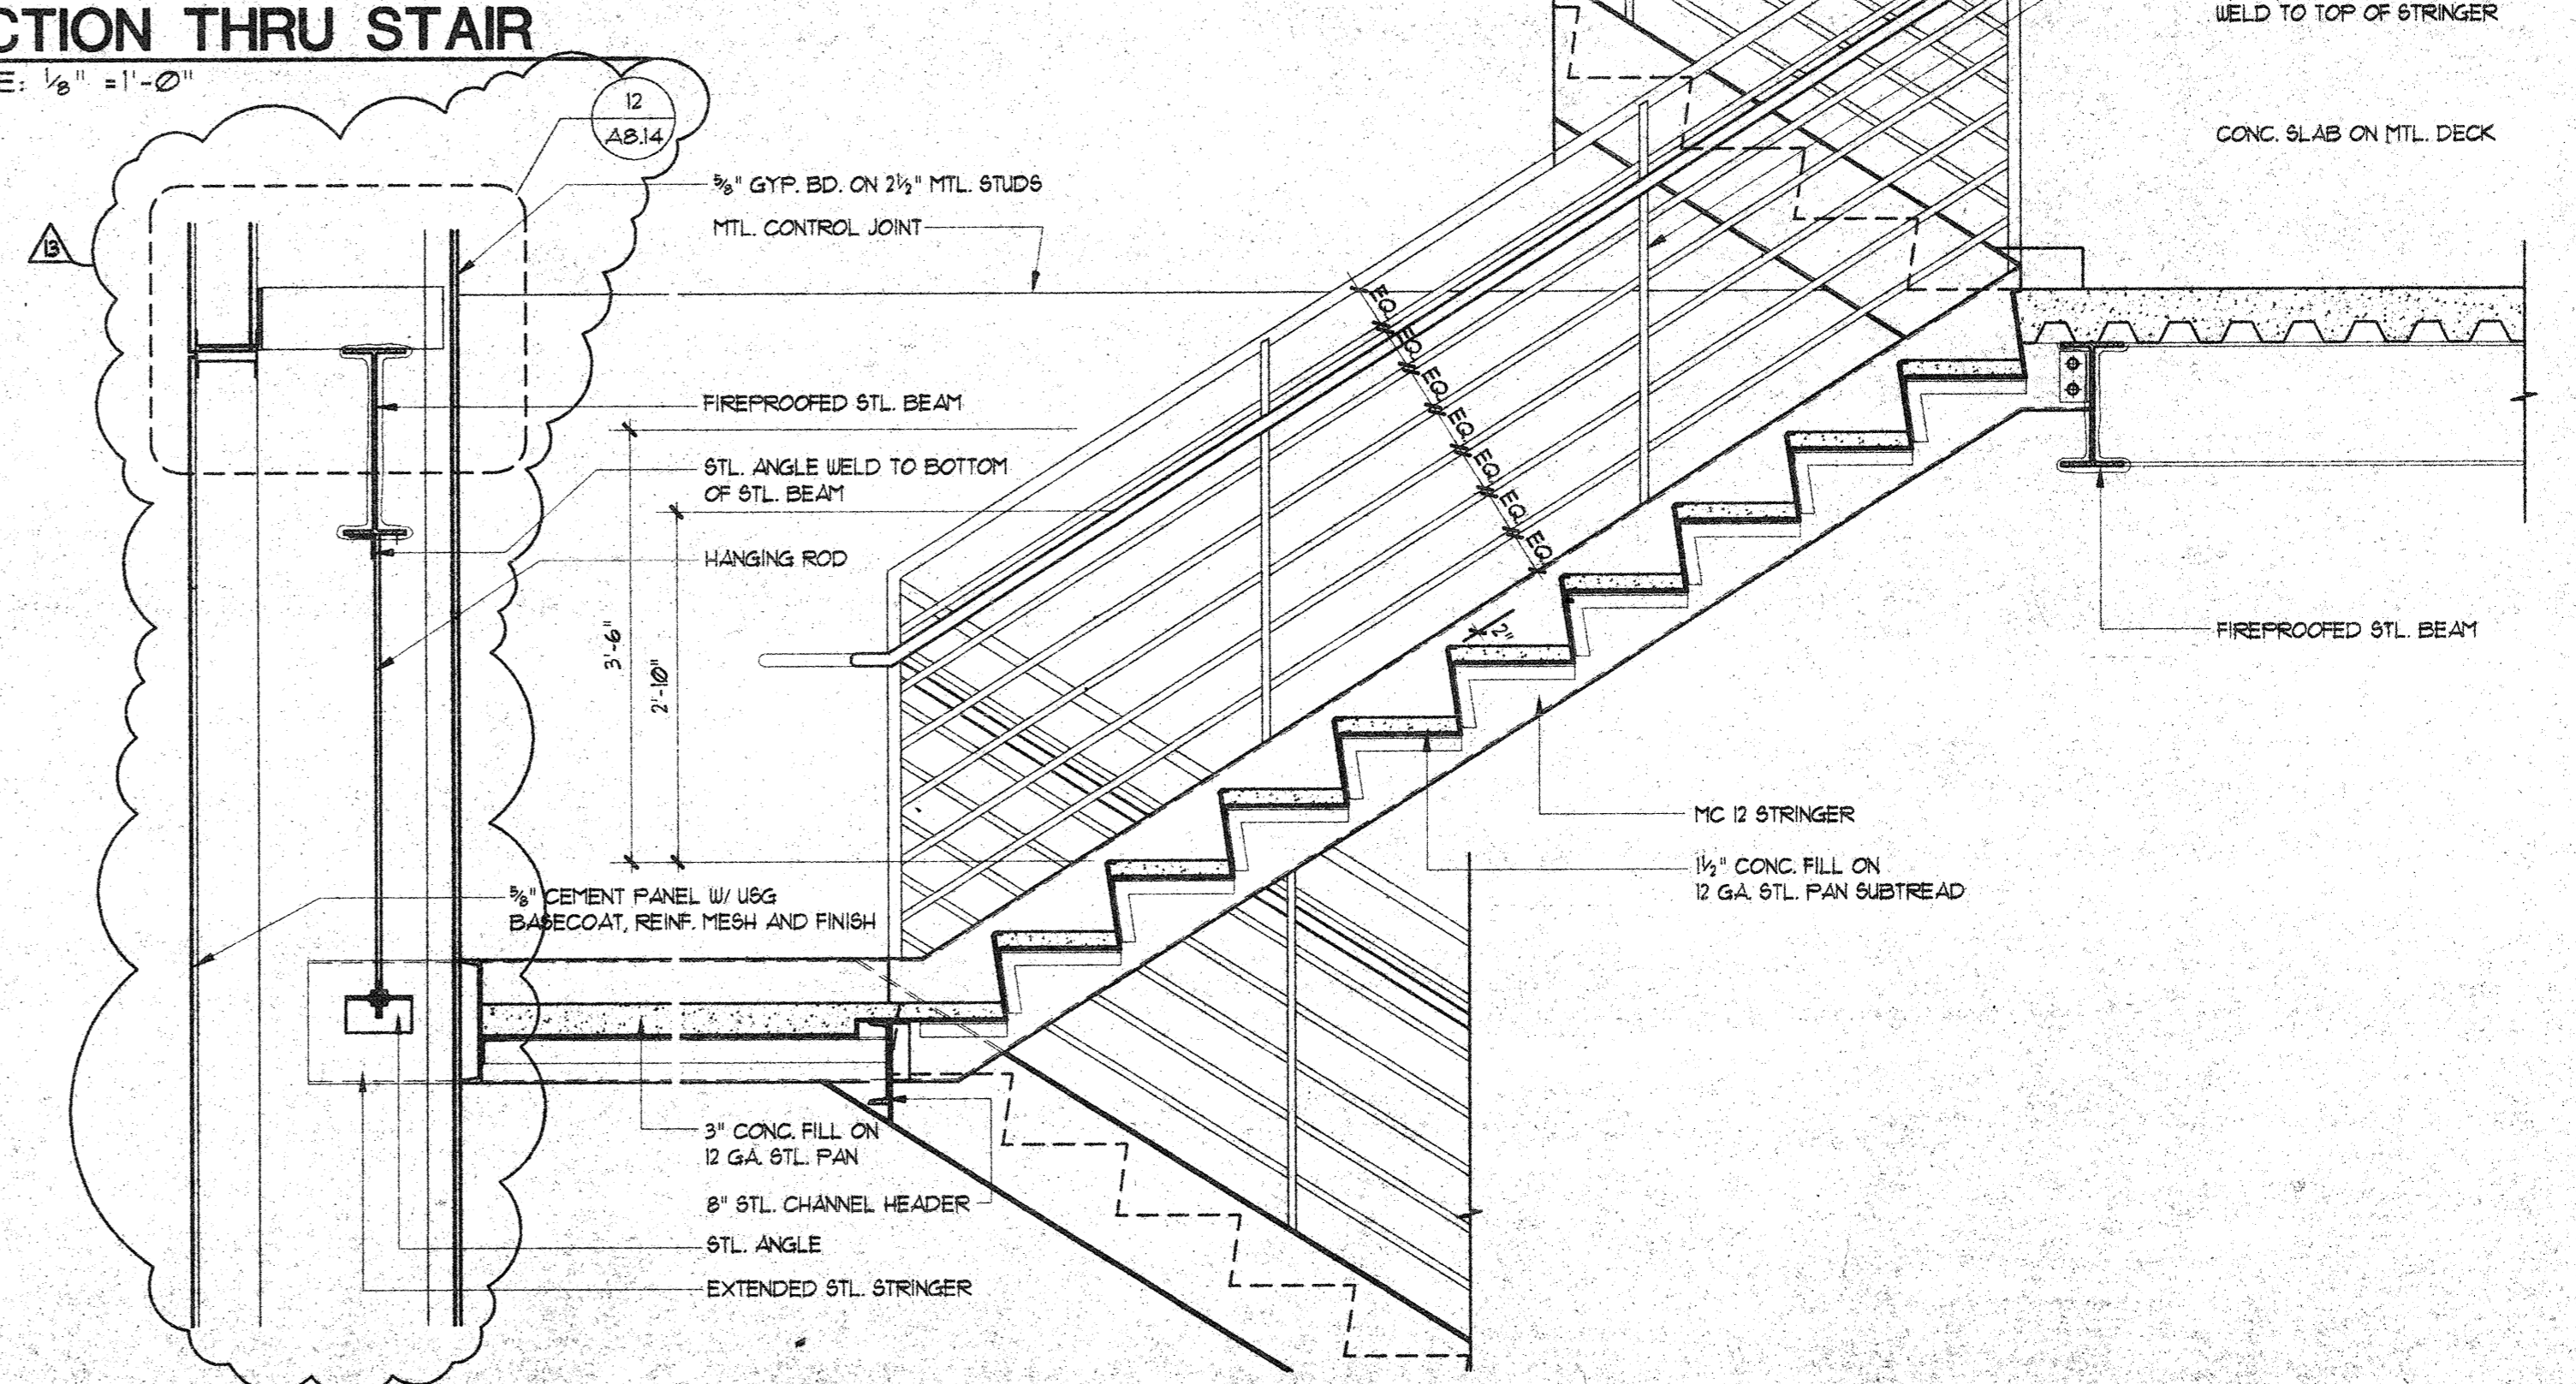 CTION THRU STAIR
E: 1/8" =1'-0"
12
A8.14
13
5/8" GYP. BD. ON 2 1/2" MTL. STUDS
MTL. CONTROL JOINT
FIREPROOFED STL. BEAM
STL. ANGLE WELD TO BOTTOM
OF STL. BEAM
HANGING ROD
3'-6"
2'-10"
5/8" CEMENT PANEL W/ USG
BASECOAT, REINF. MESH AND FINISH
3" CONC. FILL ON
12 GA. STL. PAN
8" STL. CHANNEL HEADER
STL. ANGLE
EXTENDED STL. STRINGER
EQ.
EQ.
EQ.
EQ.
EQ.
EQ.
EQ.
2"
MC 12 STRINGER
1 1/2" CONC. FILL ON
12 GA. STL. PAN SUBTREAD
WELD TO TOP OF STRINGER
CONC. SLAB ON MTL. DECK
FIREPROOFED STL. BEAM